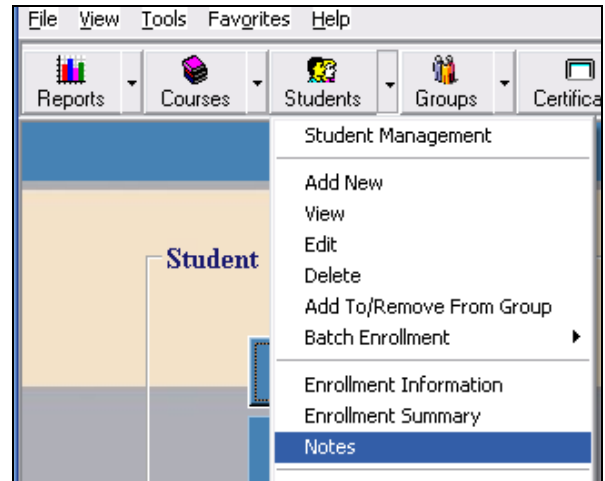 File View Tools Favorites Help
Reports Courses Students Groups
Student Management
Add New
View
Student
Edit
Delete
Add To/Remove From Group
Batch Enrollment
Enrollment Information
Enrollment Summary
Notes